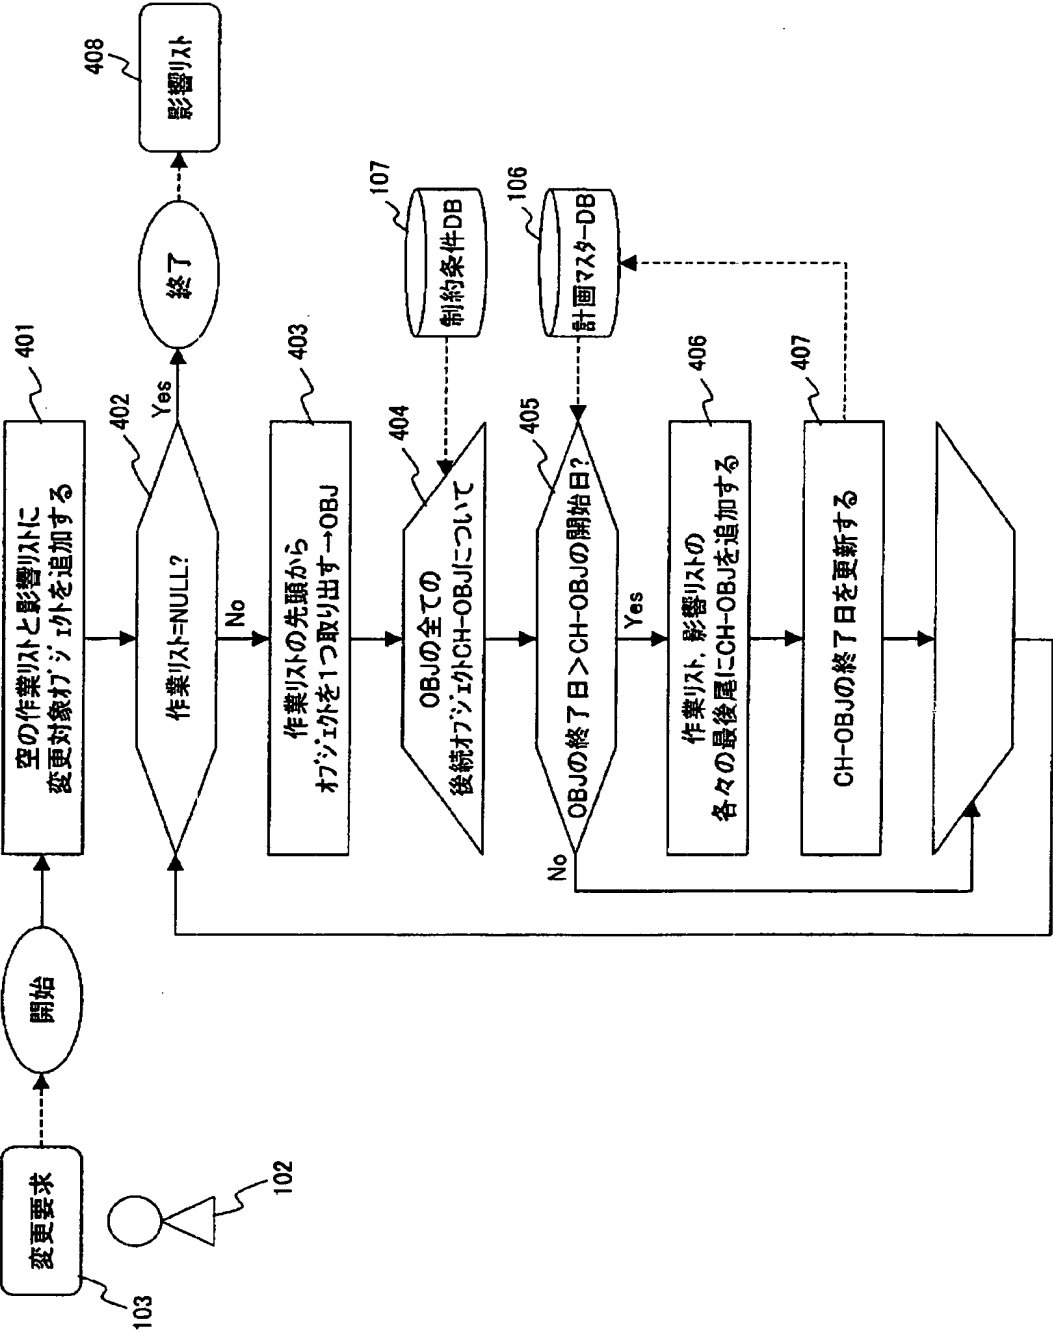 変更要求
103
102
開始
空の作業リストと影響リストに
変更対象オブジェクトを追加する
401
作業リスト=NULL?
402
Yes
No
終了
影響リスト
408
作業リストの先頭から
オブジェクトを1つ取り出す→OBJ
403
OBJの全ての
後続オブジェクトCH-OBJについて
404
制約条件DB
107
OBJの終了日>CH-OBJの開始日?
405
Yes
No
計画マスターDB
106
作業リスト,影響リストの
各々の最後尾にCH-OBJを追加する
406
CH-OBJの終了日を更新する
407